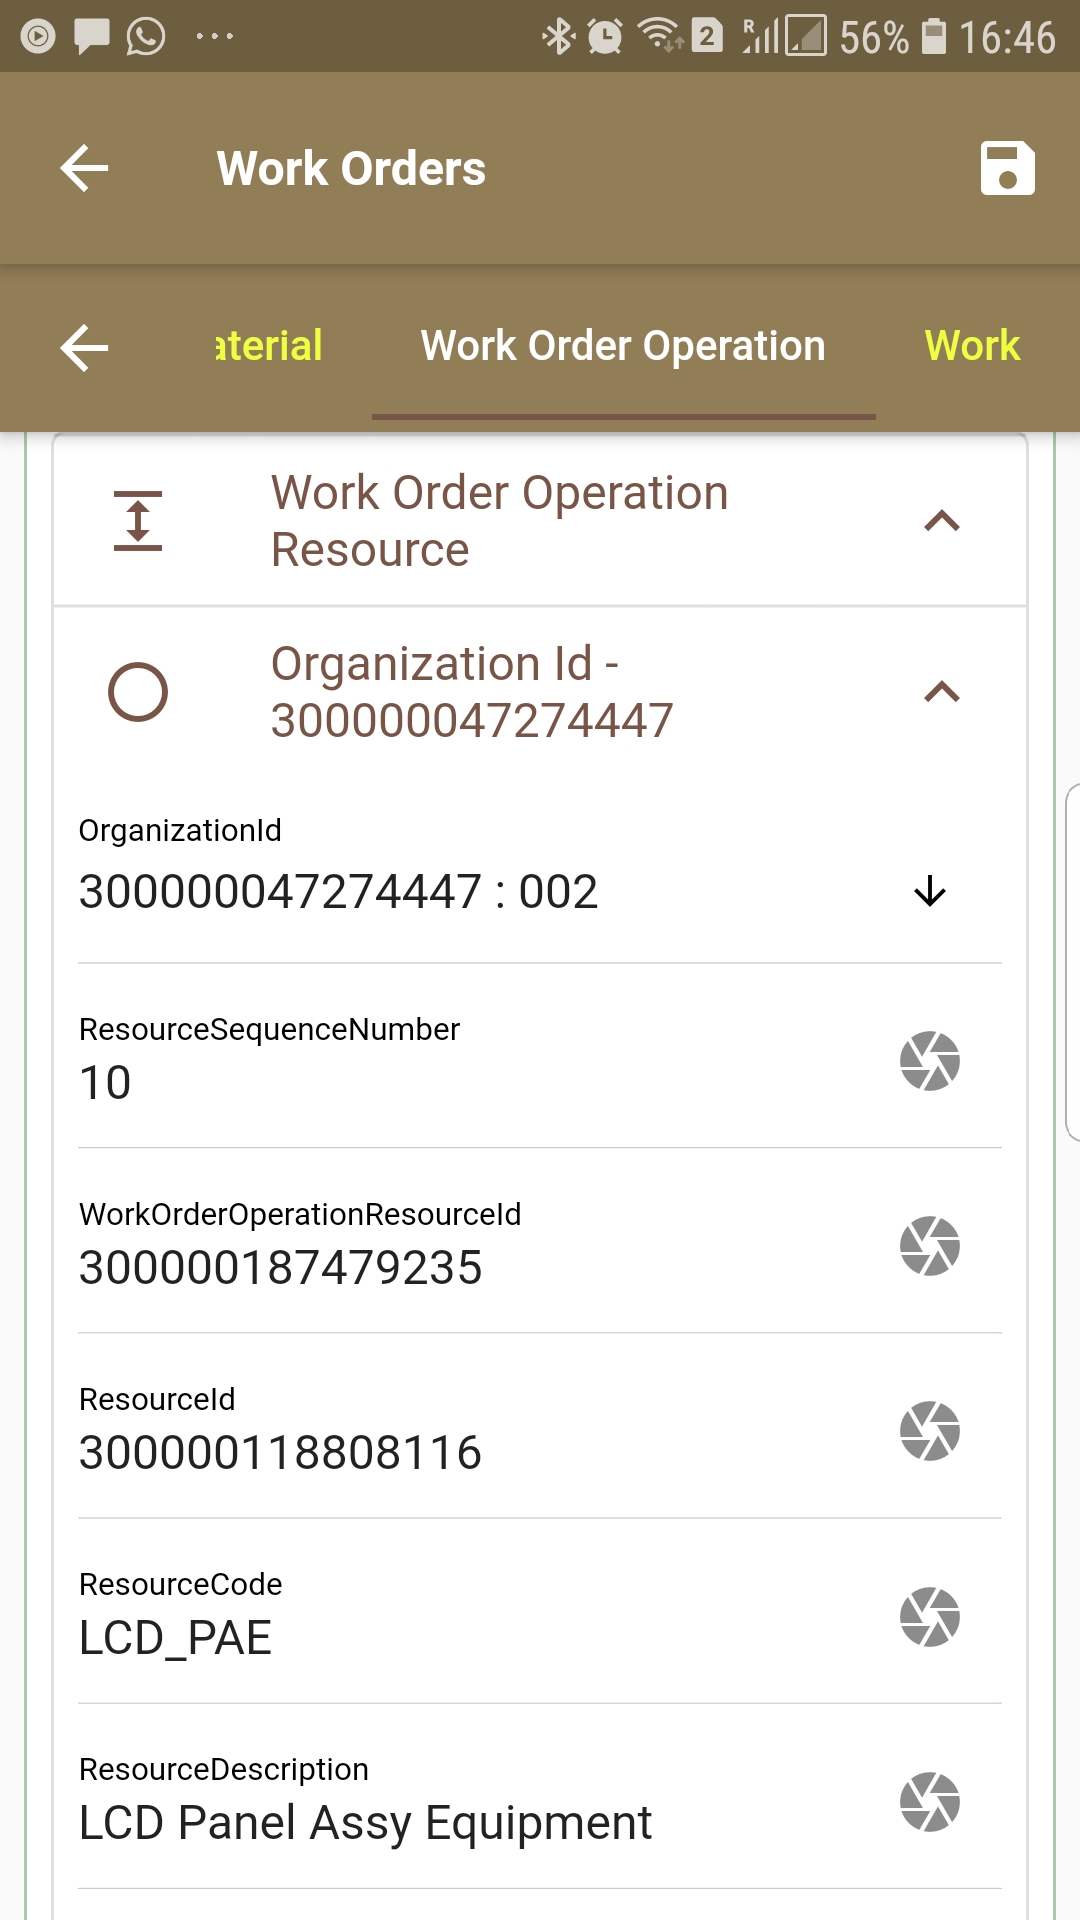 2 R 56% 16:46
Work Orders
aterial Work Order Operation Work
Work Order Operation
Resource
Organization Id -
300000047274447
OrganizationId
300000047274447 : 002
ResourceSequenceNumber
10
WorkOrderOperationResourceId
300000187479235
ResourceId
300000118808116
ResourceCode
LCD_PAE
ResourceDescription
LCD Panel Assy Equipment